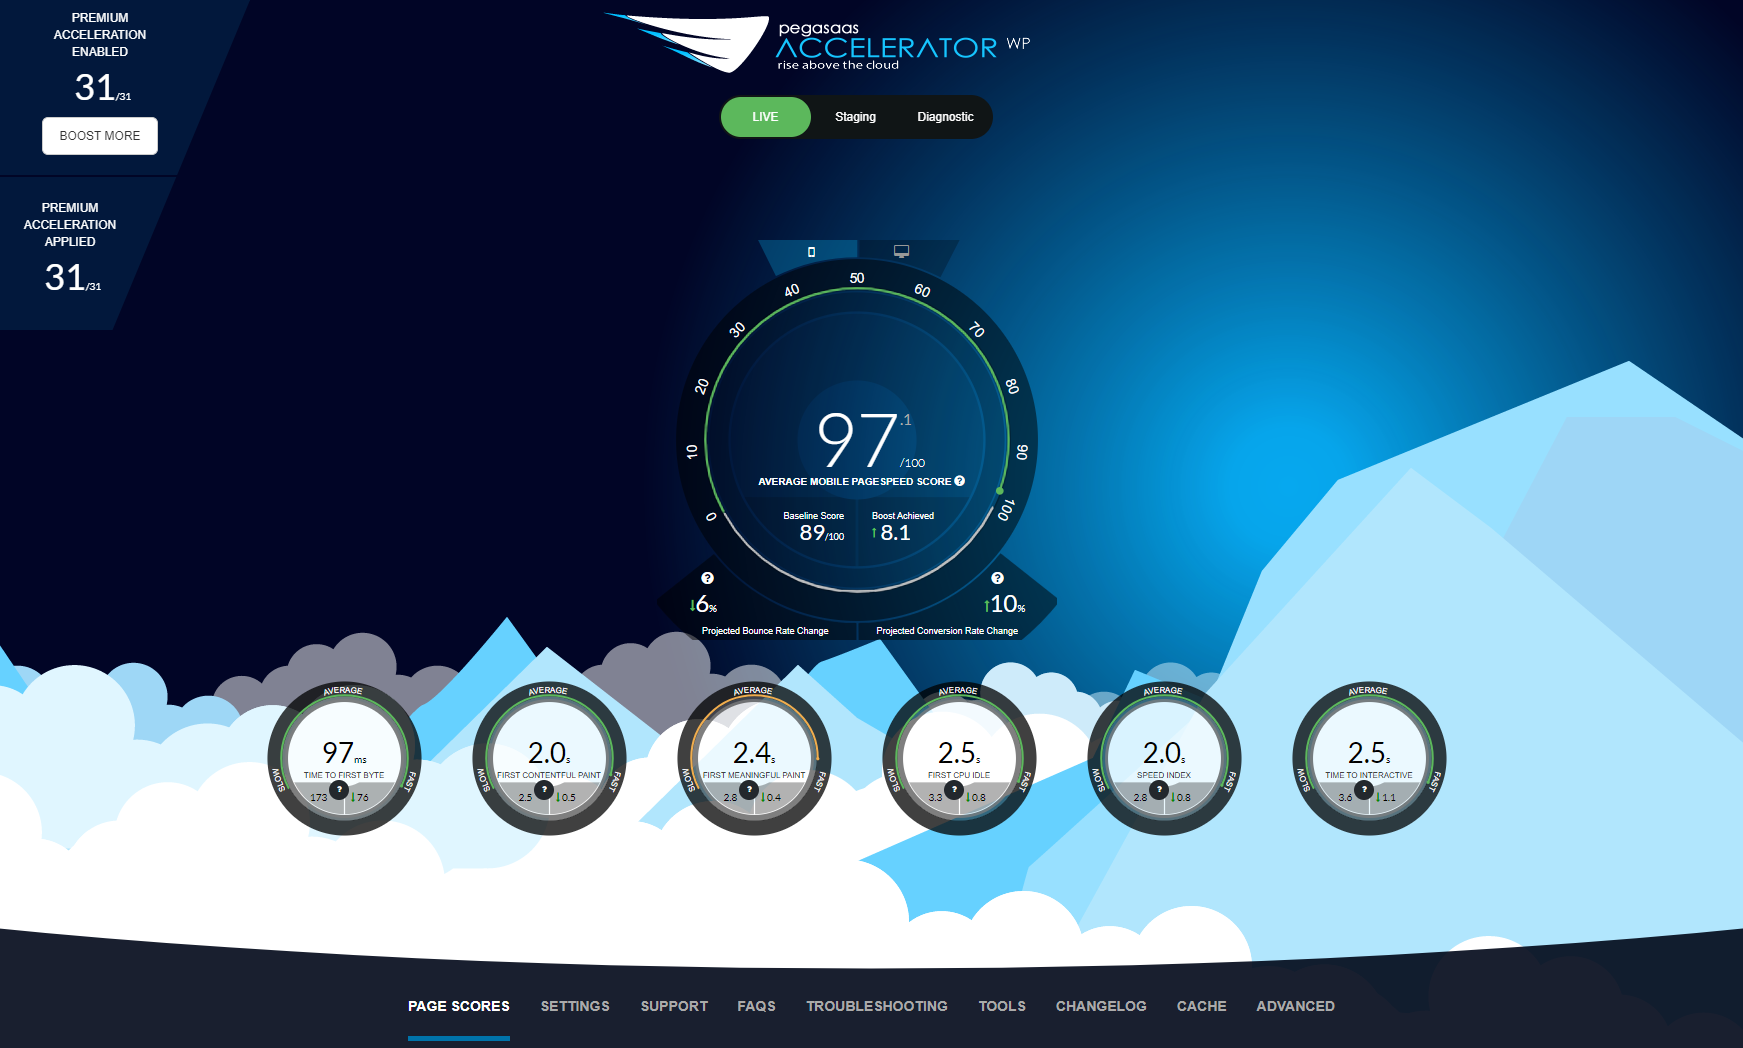 PREMIUM
ACCELERATION
ENABLED
31/31
BOOST MORE
PREMIUM
ACCELERATION
APPLIED
31/31
pegasaas
ACCELERATOR WP
rise above the cloud
LIVE Staging Diagnostic
0 10 20 30 40 50 60 70 80 90 100
97.1
/100
AVERAGE MOBILE PAGESPEED SCORE ?
Baseline Score Boost Achieved
89/100 ↑8.1
? ?
↓6% ↑10%
Projected Bounce Rate Change Projected Conversion Rate Change
AVERAGE
SLOW FAST
97ms
TIME TO FIRST BYTE
?
173 ↓76
AVERAGE
SLOW FAST
2.0s
FIRST CONTENTFUL PAINT
?
2.5 ↓0.5
AVERAGE
SLOW FAST
2.4s
FIRST MEANINGFUL PAINT
?
2.8 ↓0.4
AVERAGE
SLOW FAST
2.5s
FIRST CPU IDLE
?
3.3 ↓0.8
AVERAGE
SLOW FAST
2.0s
SPEED INDEX
?
2.8 ↓0.8
AVERAGE
SLOW FAST
2.5s
TIME TO INTERACTIVE
?
3.6 ↓1.1
PAGE SCORES SETTINGS SUPPORT FAQS TROUBLESHOOTING TOOLS CHANGELOG CACHE ADVANCED